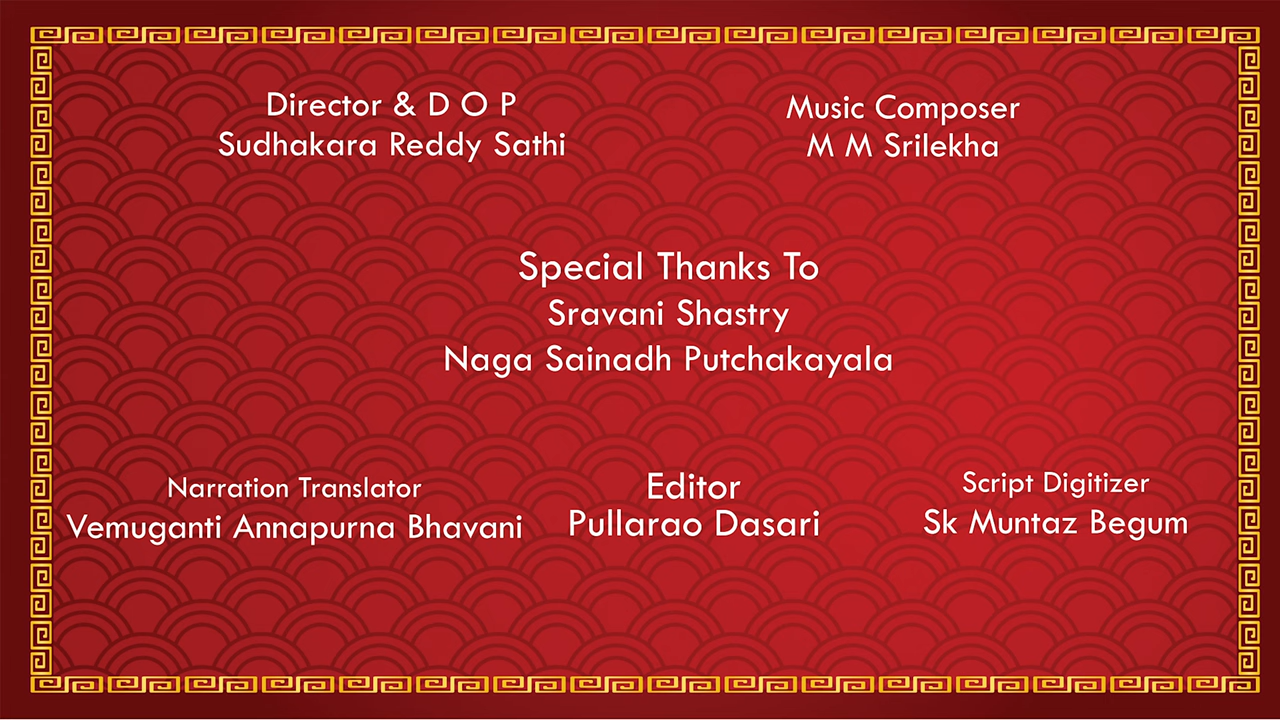 Director & D O P
Sudhakara Reddy Sathi
Music Composer
M M Srilekha
Special Thanks To
Sravani Shastry
Naga Sainadh Putchakayala
Narration Translator
Vemuganti Annapurna Bhavani
Editor
Pullarao Dasari
Script Digitizer
Sk Muntaz Begum